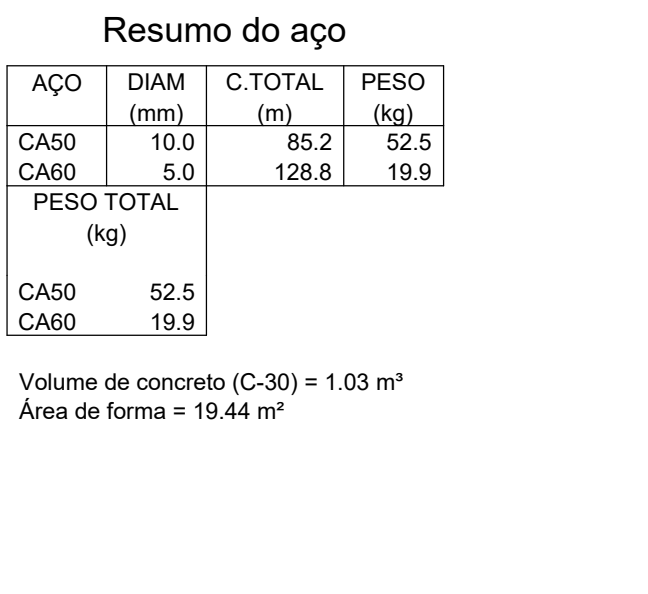 Resumo do aço
AÇO DIAM C.TOTAL PESO
(mm) (m) (kg)
CA50 10.0 85.2 52.5
CA60 5.0 128.8 19.9
PESO TOTAL
(kg)
CA50 52.5
CA60 19.9
Volume de concreto (C-30) = 1.03 m³
Área de forma = 19.44 m²